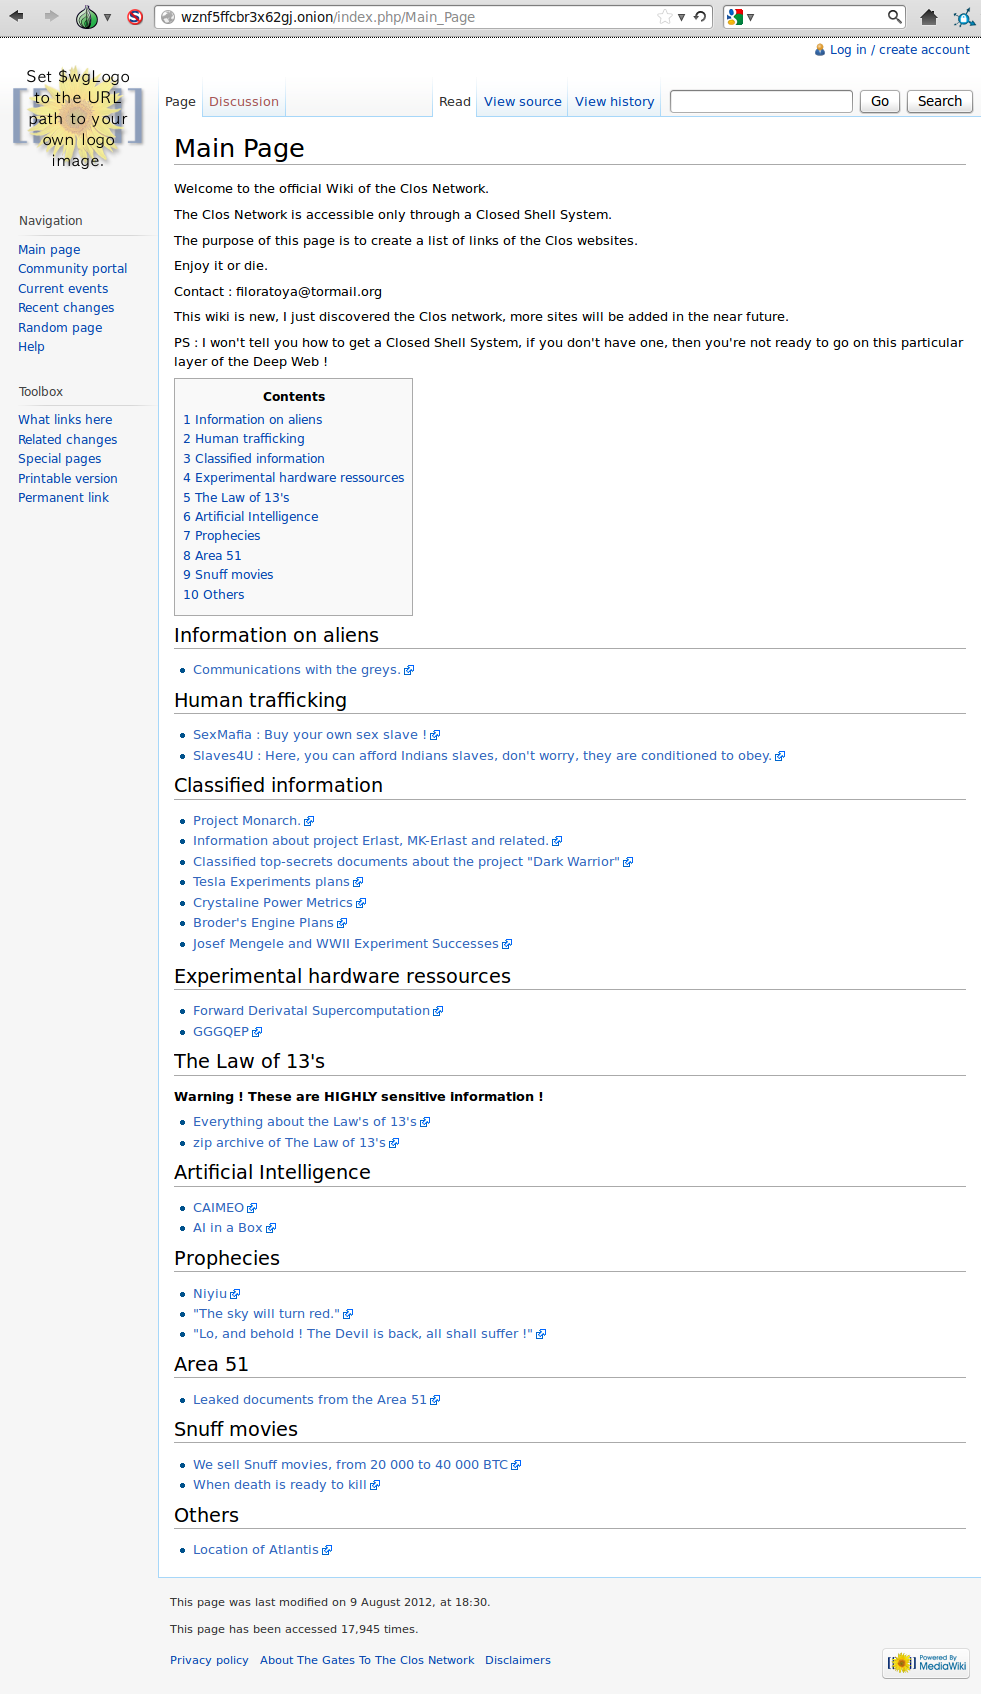 wznf5ffcbr3x62gj.onion/index.php/Main_Page
Log in / create account
Set $wgLogo
to the URL
path to your
own logo
image.
Page
Discussion
Read
View source
View history
Go
Search
Main Page
Welcome to the official Wiki of the Clos Network.
The Clos Network is accessible only through a Closed Shell System.
The purpose of this page is to create a list of links of the Clos websites.
Enjoy it or die.
Contact : filoratoya@tormail.org
This wiki is new, I just discovered the Clos network, more sites will be added in the near future.
PS : I won't tell you how to get a Closed Shell System, if you don't have one, then you're not ready to go on this particular
layer of the Deep Web !
Navigation
Main page
Community portal
Current events
Recent changes
Random page
Help
Toolbox
What links here
Related changes
Special pages
Printable version
Permanent link
Contents
1 Information on aliens
2 Human trafficking
3 Classified information
4 Experimental hardware ressources
5 The Law of 13's
6 Artificial Intelligence
7 Prophecies
8 Area 51
9 Snuff movies
10 Others
Information on aliens
Communications with the greys.
Human trafficking
SexMafia : Buy your own sex slave !
Slaves4U : Here, you can afford Indians slaves, don't worry, they are conditioned to obey.
Classified information
Project Monarch.
Information about project Erlast, MK-Erlast and related.
Classified top-secrets documents about the project "Dark Warrior"
Tesla Experiments plans
Crystaline Power Metrics
Broder's Engine Plans
Josef Mengele and WWII Experiment Successes
Experimental hardware ressources
Forward Derivatal Supercomputation
GGGQEP
The Law of 13's
Warning ! These are HIGHLY sensitive information !
Everything about the Law's of 13's
zip archive of The Law of 13's
Artificial Intelligence
CAIMEO
AI in a Box
Prophecies
Niyiu
"The sky will turn red."
"Lo, and behold ! The Devil is back, all shall suffer !"
Area 51
Leaked documents from the Area 51
Snuff movies
We sell Snuff movies, from 20 000 to 40 000 BTC
When death is ready to kill
Others
Location of Atlantis
This page was last modified on 9 August 2012, at 18:30.
This page has been accessed 17,945 times.
Privacy policy
About The Gates To The Clos Network
Disclaimers
Powered By
MediaWiki